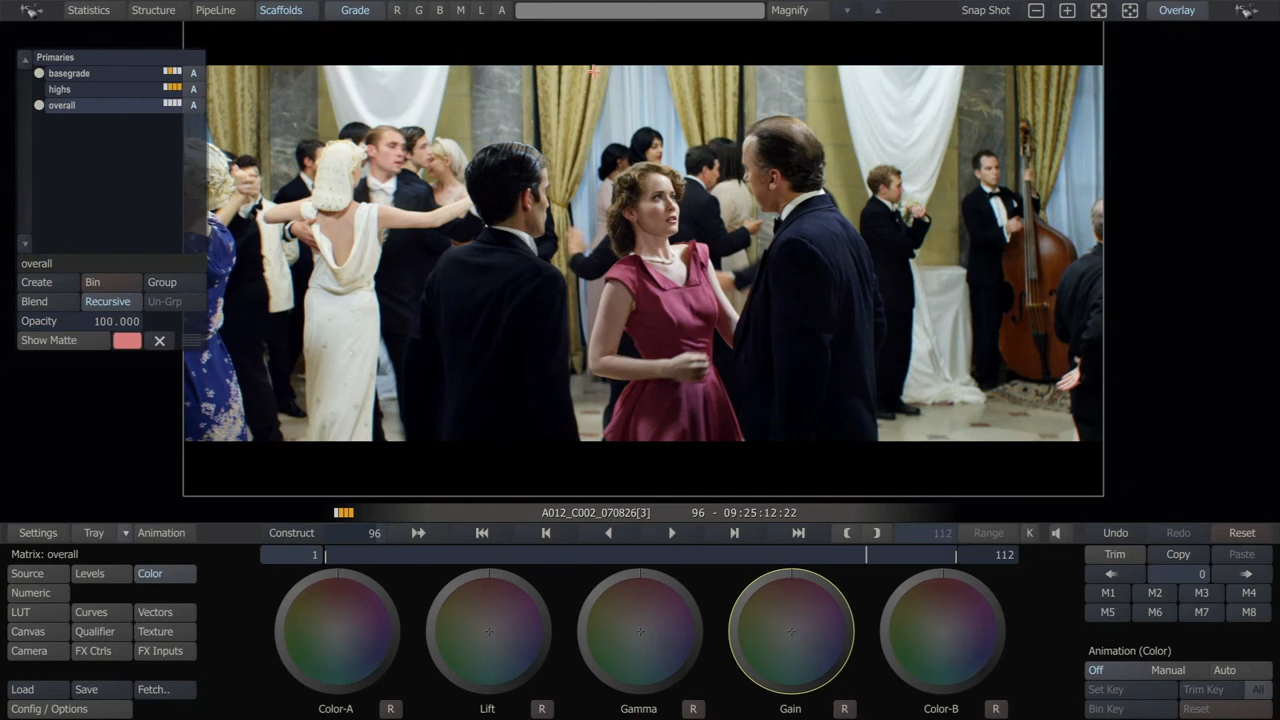 Statistics Structure PipeLine Scaffolds Grade R G B M L A Magnify Snap Shot Overlay
Primaries
basegrade A
highs A
overall A
overall
Create Bin Group
Blend Recursive Un-Grp
Opacity 100.000
Show Matte
A012_C002_070826[3] 96 - 09:25:12:22
Settings Tray Animation Construct 96 112 Range K Undo Redo Reset
Matrix: overall 1 112 Trim Copy Paste
Source Levels Color 0
Numeric M1 M2 M3 M4
LUT Curves Vectors M5 M6 M7 M8
Canvas Qualifier Texture
Camera FX Ctrls FX Inputs Animation (Color)
Off Manual Auto
Load Save Fetch.. Set Key Trim Key All
Config / Options Color-A R Lift R Gamma R Gain R Color-B R Bin Key Reset